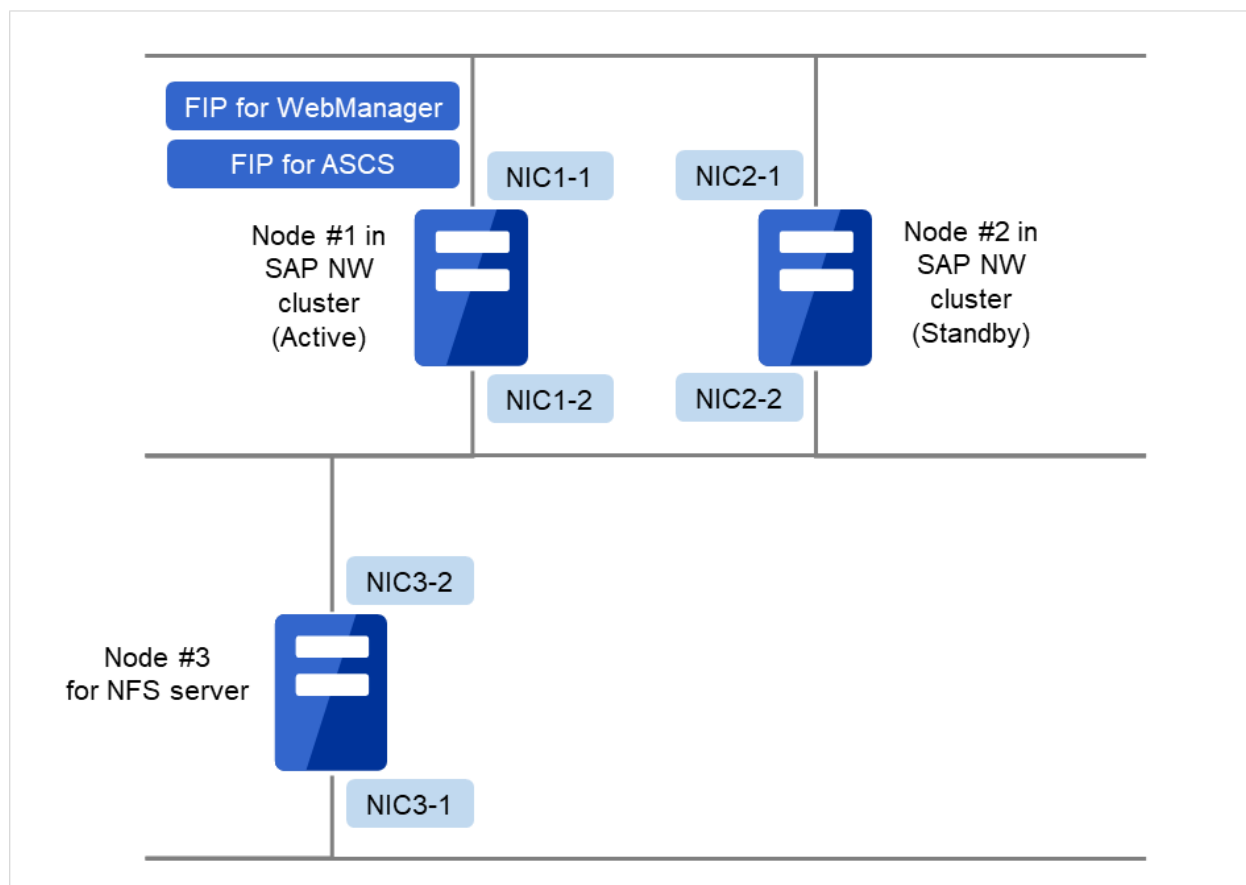 FIP for WebManager
FIP for ASCS
NIC1-1
NIC2-1
Node #1 in
SAP NW
cluster
(Active)
Node #2 in
SAP NW
cluster
(Standby)
NIC1-2
NIC2-2
NIC3-2
Node #3
for NFS server
NIC3-1